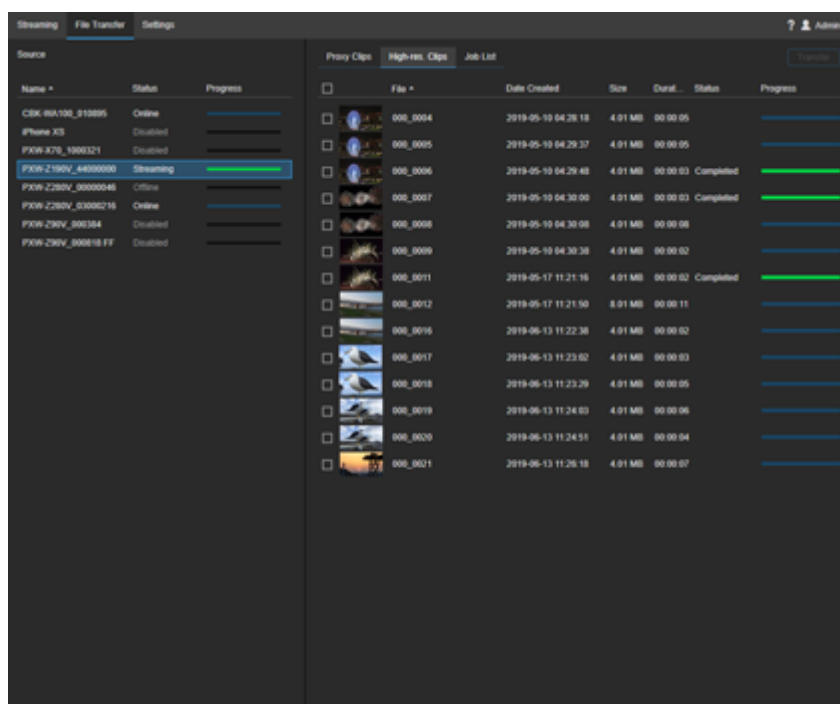 Streaming File Transfer Settings ? Admin
Source
Proxy Clips High-res. Clips Job List Transfer
Name Status Progress
CBK-WA100_010895 Online
iPhone XS Disabled
PXW-X70_1000321 Disabled
PXW-Z190V_44000000 Streaming
PXW-Z280V_00000046 Offline
PXW-Z280V_03000216 Online
PXW-Z90V_000384 Disabled
PXW-Z90V_000818 FF Disabled
File Date Created Size Durat... Status Progress
000_0004 2019-05-10 04:28:18 4.01 MB 00:00:05
000_0005 2019-05-10 04:29:37 4.01 MB 00:00:05
000_0006 2019-05-10 04:29:48 4.01 MB 00:00:03 Completed
000_0007 2019-05-10 04:30:00 4.01 MB 00:00:03 Completed
000_0008 2019-05-10 04:30:08 4.01 MB 00:00:08
000_0009 2019-05-10 04:30:38 4.01 MB 00:00:02
000_0011 2019-05-17 11:21:16 4.01 MB 00:00:02 Completed
000_0012 2019-05-17 11:21:50 8.01 MB 00:00:11
000_0016 2019-06-13 11:22:38 4.01 MB 00:00:02
000_0017 2019-06-13 11:23:02 4.01 MB 00:00:03
000_0018 2019-06-13 11:23:29 4.01 MB 00:00:05
000_0019 2019-06-13 11:24:03 4.01 MB 00:00:06
000_0020 2019-06-13 11:24:51 4.01 MB 00:00:04
000_0021 2019-06-13 11:26:18 4.01 MB 00:00:07